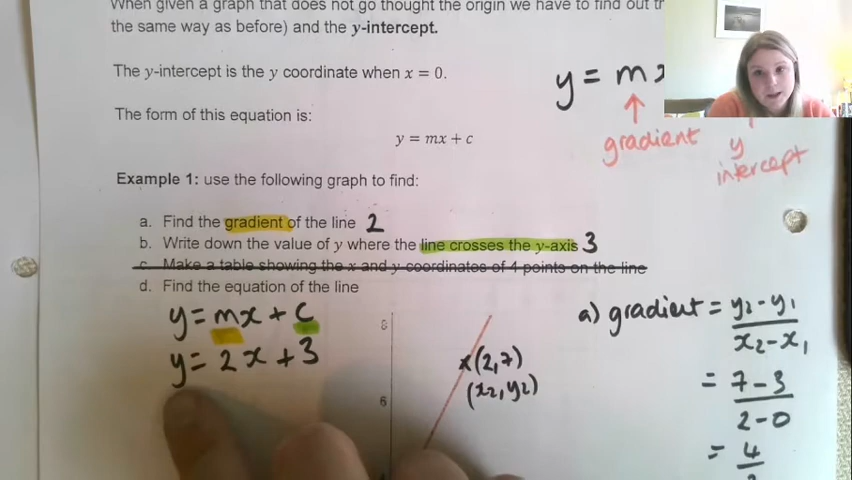 When given a graph that does not go thought the origin we have to find out
the same way as before) and the y-intercept.
The y-intercept is the y coordinate when x = 0.
The form of this equation is:
y = mx + c
y = m
gradient
y
intercept
Example 1: use the following graph to find:
a. Find the gradient of the line 2
b. Write down the value of y where the line crosses the y-axis 3
c. Make a table showing the x and y coordinates of 4 points on the line
d. Find the equation of the line
y = mx + c
y = 2x + 3
8
6
x(2,7)
(x₂, y₂)
a) gradient = y₂-y₁
x₂-x₁
= 7-3
2-0
= 4